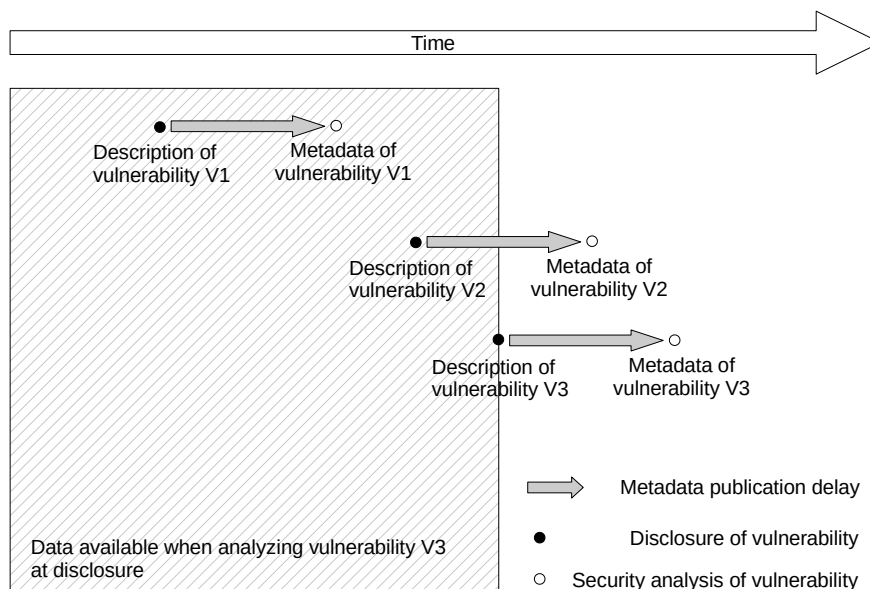 Time
Description of
vulnerability V1
Metadata of
vulnerability V1
Description of
vulnerability V2
Metadata of
vulnerability V2
Description of
vulnerability V3
Metadata of
vulnerability V3
Metadata publication delay
Disclosure of vulnerability
Security analysis of vulnerability
Data available when analyzing vulnerability V3
at disclosure